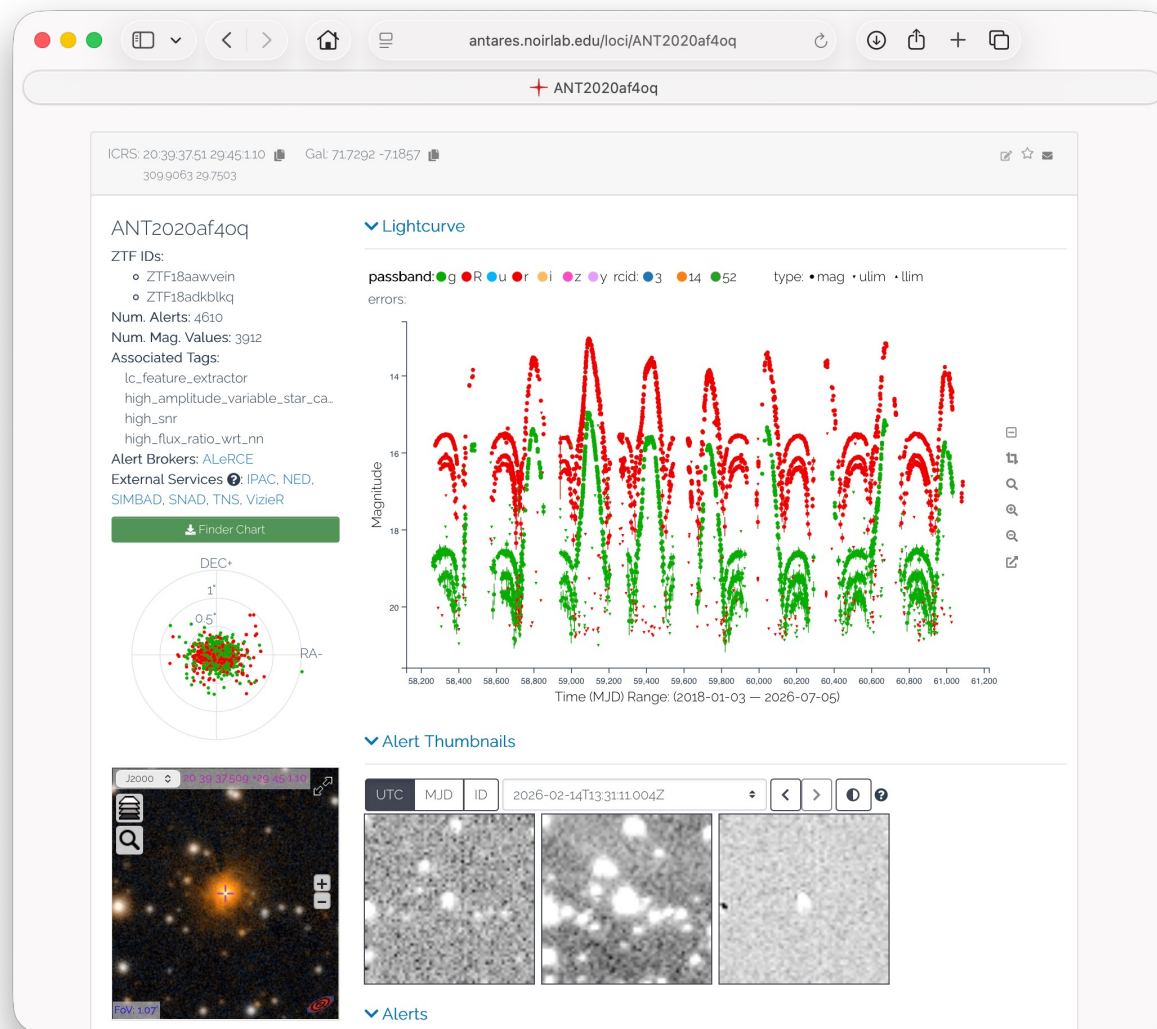 antares.noirlab.edu/loci/ANT2020af4oq
ANT2020af4oq
ICRS: 20:39:37.51 29:45:1.10 Gal: 71.7292 -7.1857
309.9063 29.7503
ANT2020af4oq
ZTF IDs:
ZTF18aawvein
ZTF18adkblkq
Num. Alerts: 4610
Num. Mag. Values: 3912
Associated Tags:
lc_feature_extractor
high_amplitude_variable_star_ca...
high_snr
high_flux_ratio_wrt_nn
Alert Brokers: ALeRCE
External Services ?: IPAC, NED,
SIMBAD, SNAD, TNS, VizieR
Finder Chart
DEC+
1"
0.5"
RA-
J2000 20 39 37.509 +29 45 1.10
+
−
FoV: 1.07'
Lightcurve
passband: g R u r i z y rcid: 3 14 52 type: mag ulim llim
errors:
14
16
18
20
Magnitude
58,200 58,400 58,600 58,800 59,000 59,200 59,400 59,600 59,800 60,000 60,200 60,400 60,600 60,800 61,000 61,200
Time (MJD) Range: (2018-01-03 — 2026-07-05)
Alert Thumbnails
UTC MJD ID 2026-02-14T13:31:11.004Z ?
Alerts